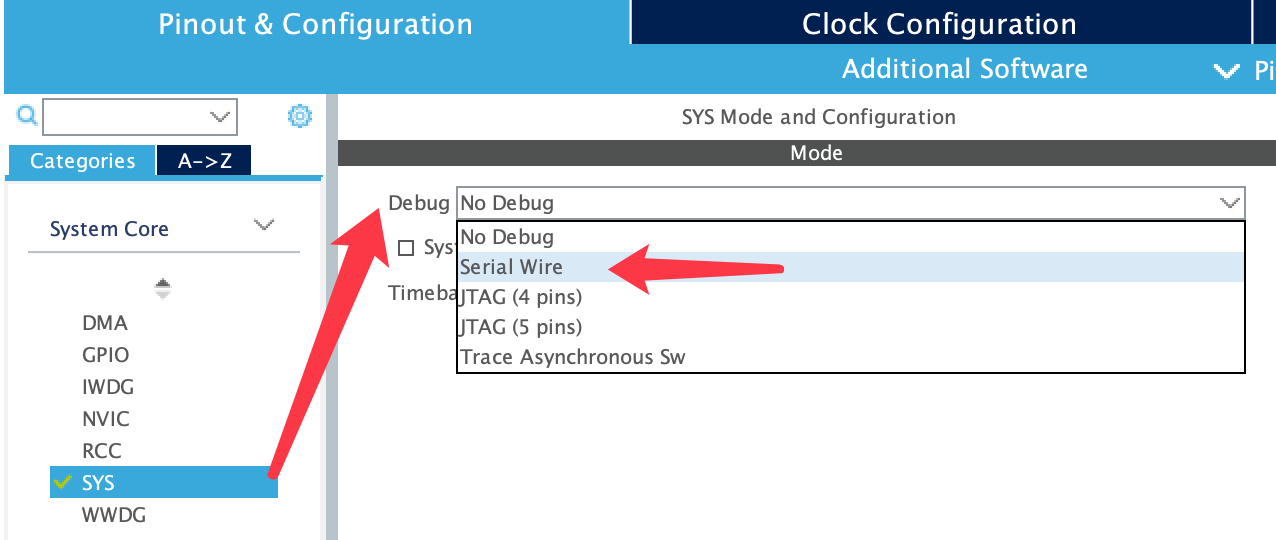 Pinout & Configuration
Clock Configuration
Additional Software
Pi
SYS Mode and Configuration
Categories
A->Z
Mode
System Core
DMA
GPIO
IWDG
NVIC
RCC
SYS
WWDG
Debug No Debug
No Debug
Serial Wire
JTAG (4 pins)
JTAG (5 pins)
Trace Asynchronous Sw
Sys
Timeba